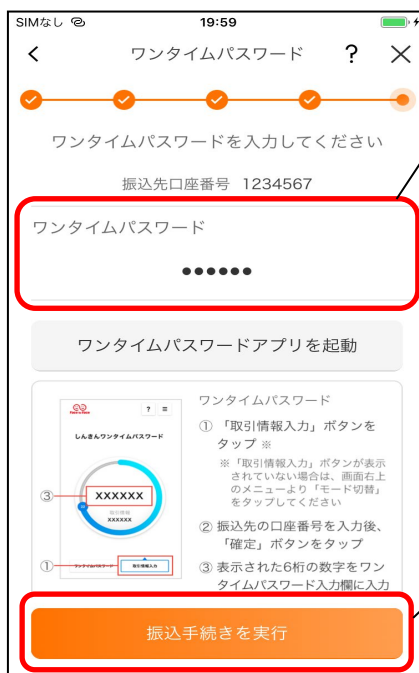 SIMなし 19:59
ワンタイムパスワード ?
ワンタイムパスワードを入力してください
振込先口座番号 1234567
ワンタイムパスワード
••••••
ワンタイムパスワードアプリを起動
ワンタイムパスワード
① 「取引情報入力」ボタンを
タップ ※
※「取引情報入力」ボタンが表示
されていない場合は、画面右上
のメニューより「モード切替」
をタップしてください
② 振込先の口座番号を入力後、
「確定」ボタンをタップ
③ 表示された6桁の数字をワン
タイムパスワード入力欄に入力
? ≡
しんきんワンタイムパスワード
③ XXXXXX
取引情報
XXXXXX
① ワンタイムパスワード 取引情報入力
振込手続きを実行